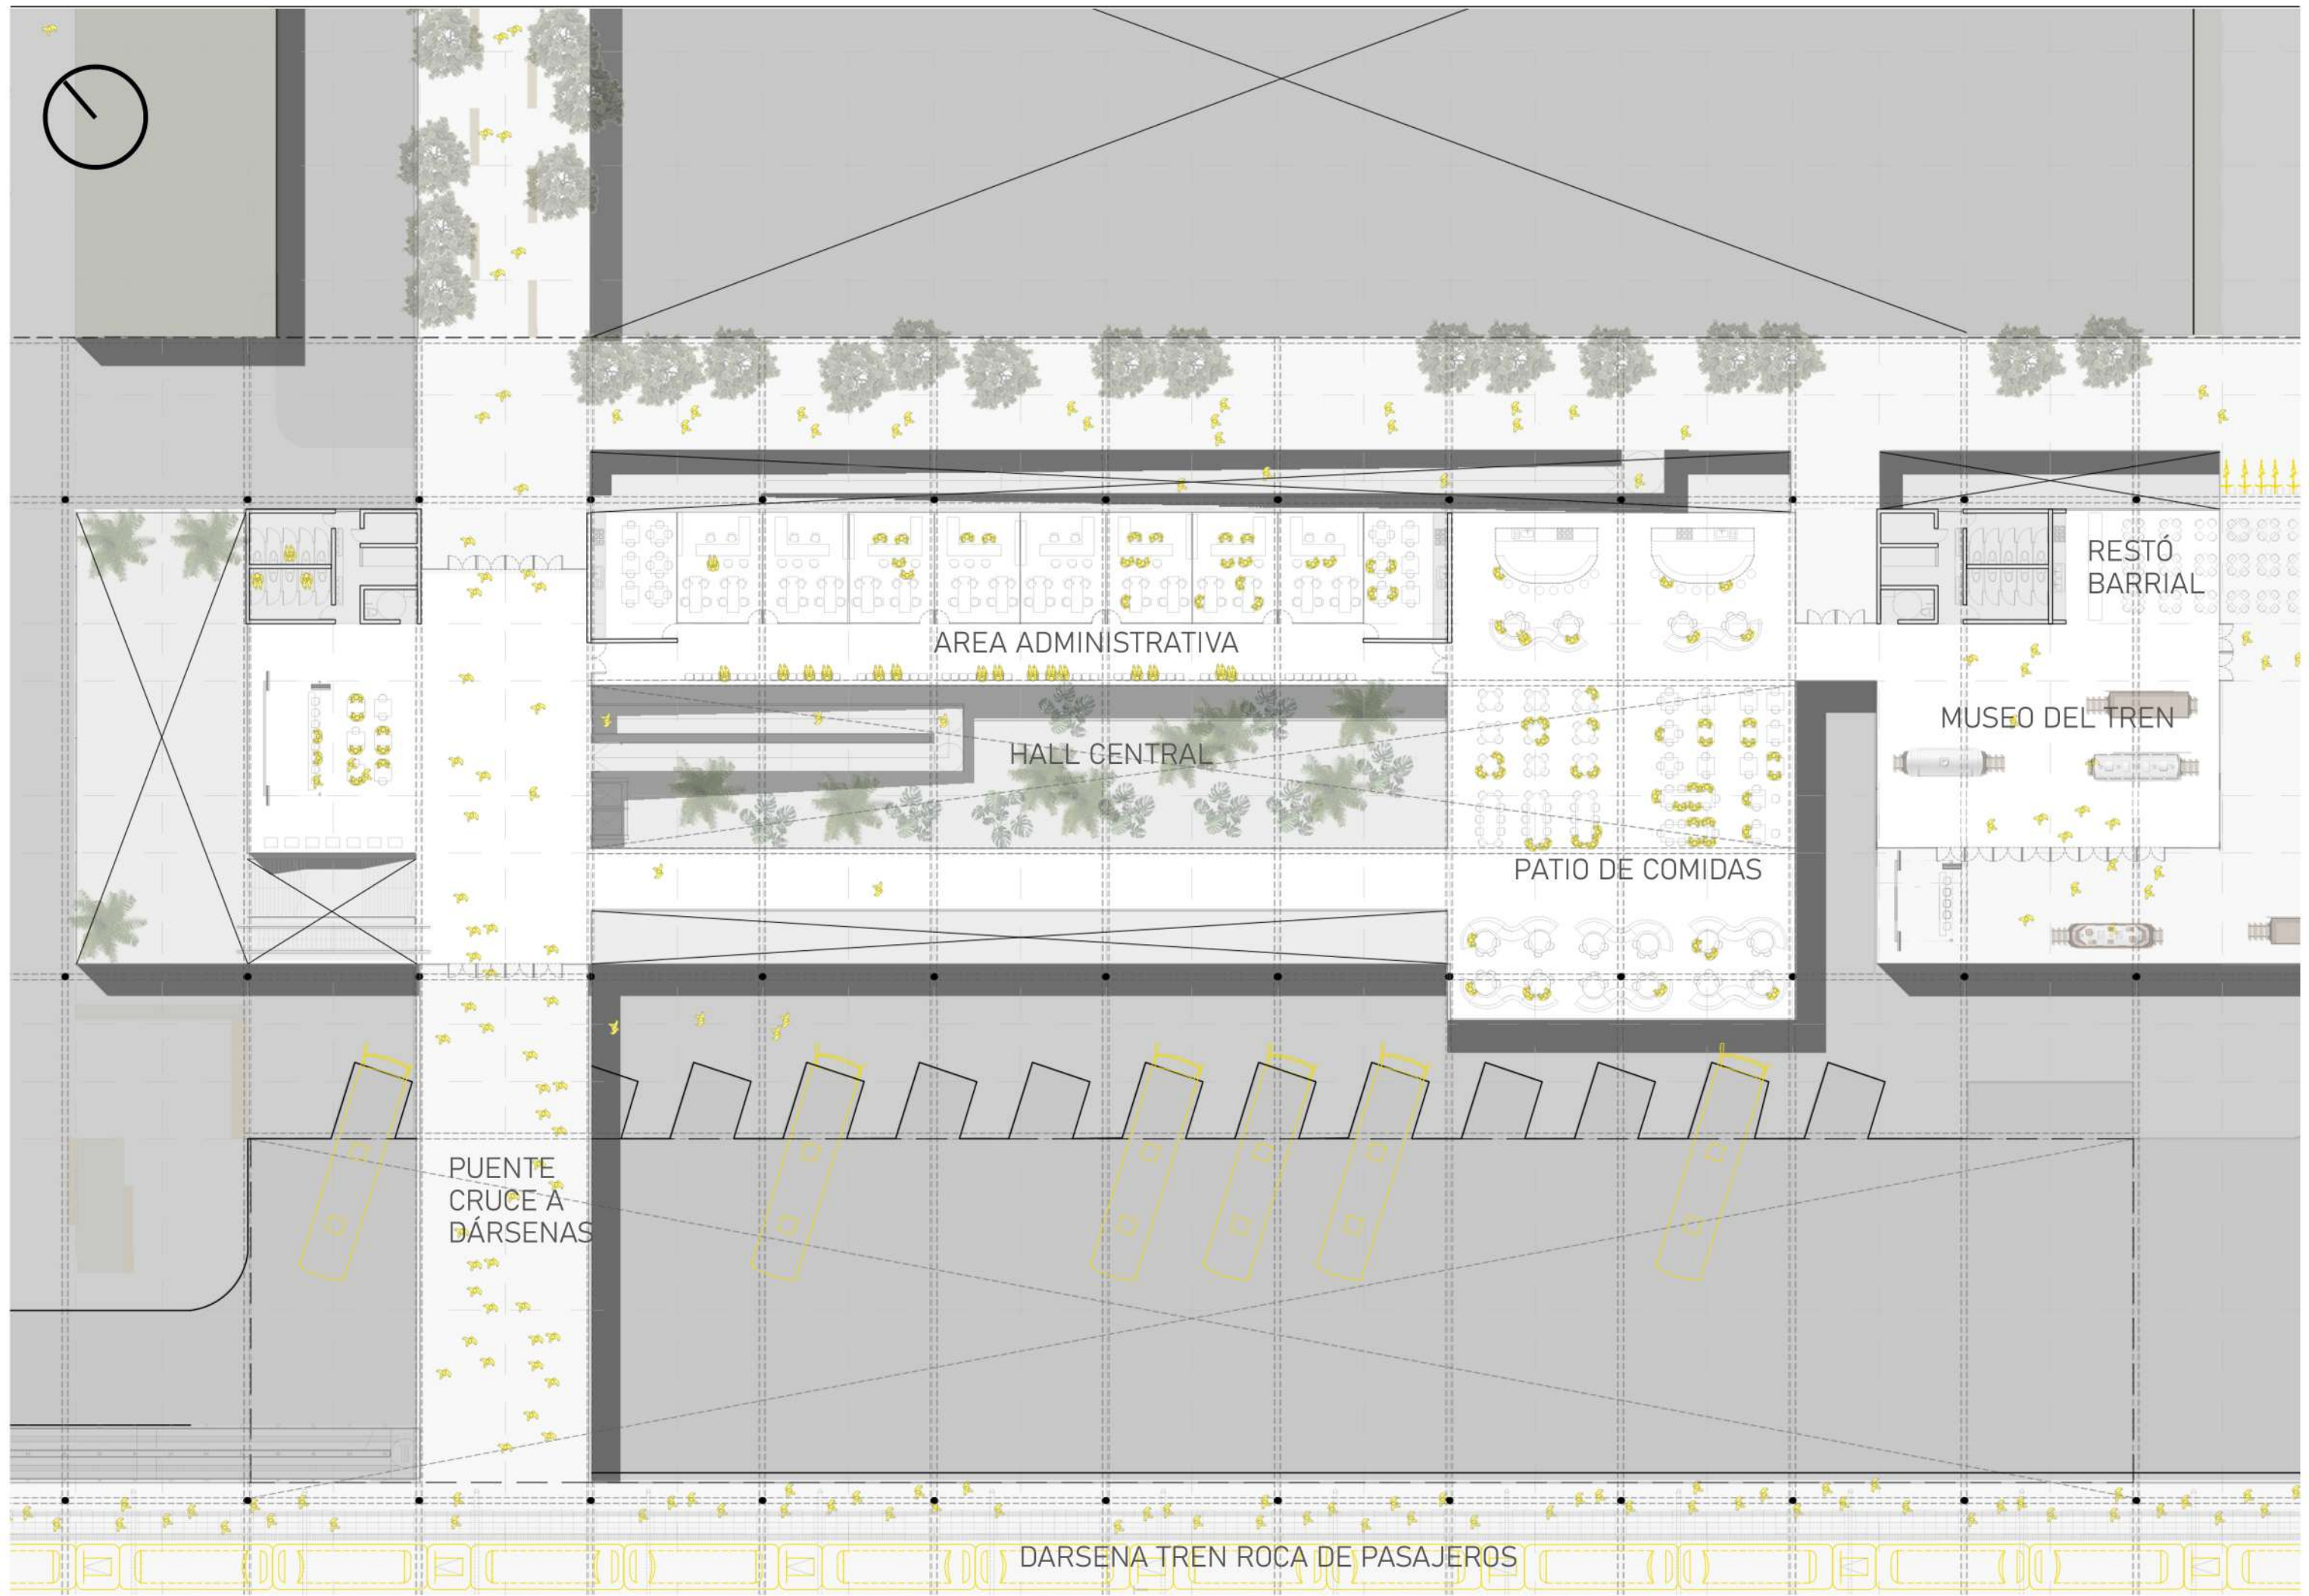 RESTÓ
BARRIAL
AREA ADMINISTRATIVA
MUSEO DEL TREN
HALL CENTRAL
PATIO DE COMIDAS
PUENTE
CRUCE A
DÁRSENAS
DARSENA TREN ROCA DE PASAJEROS